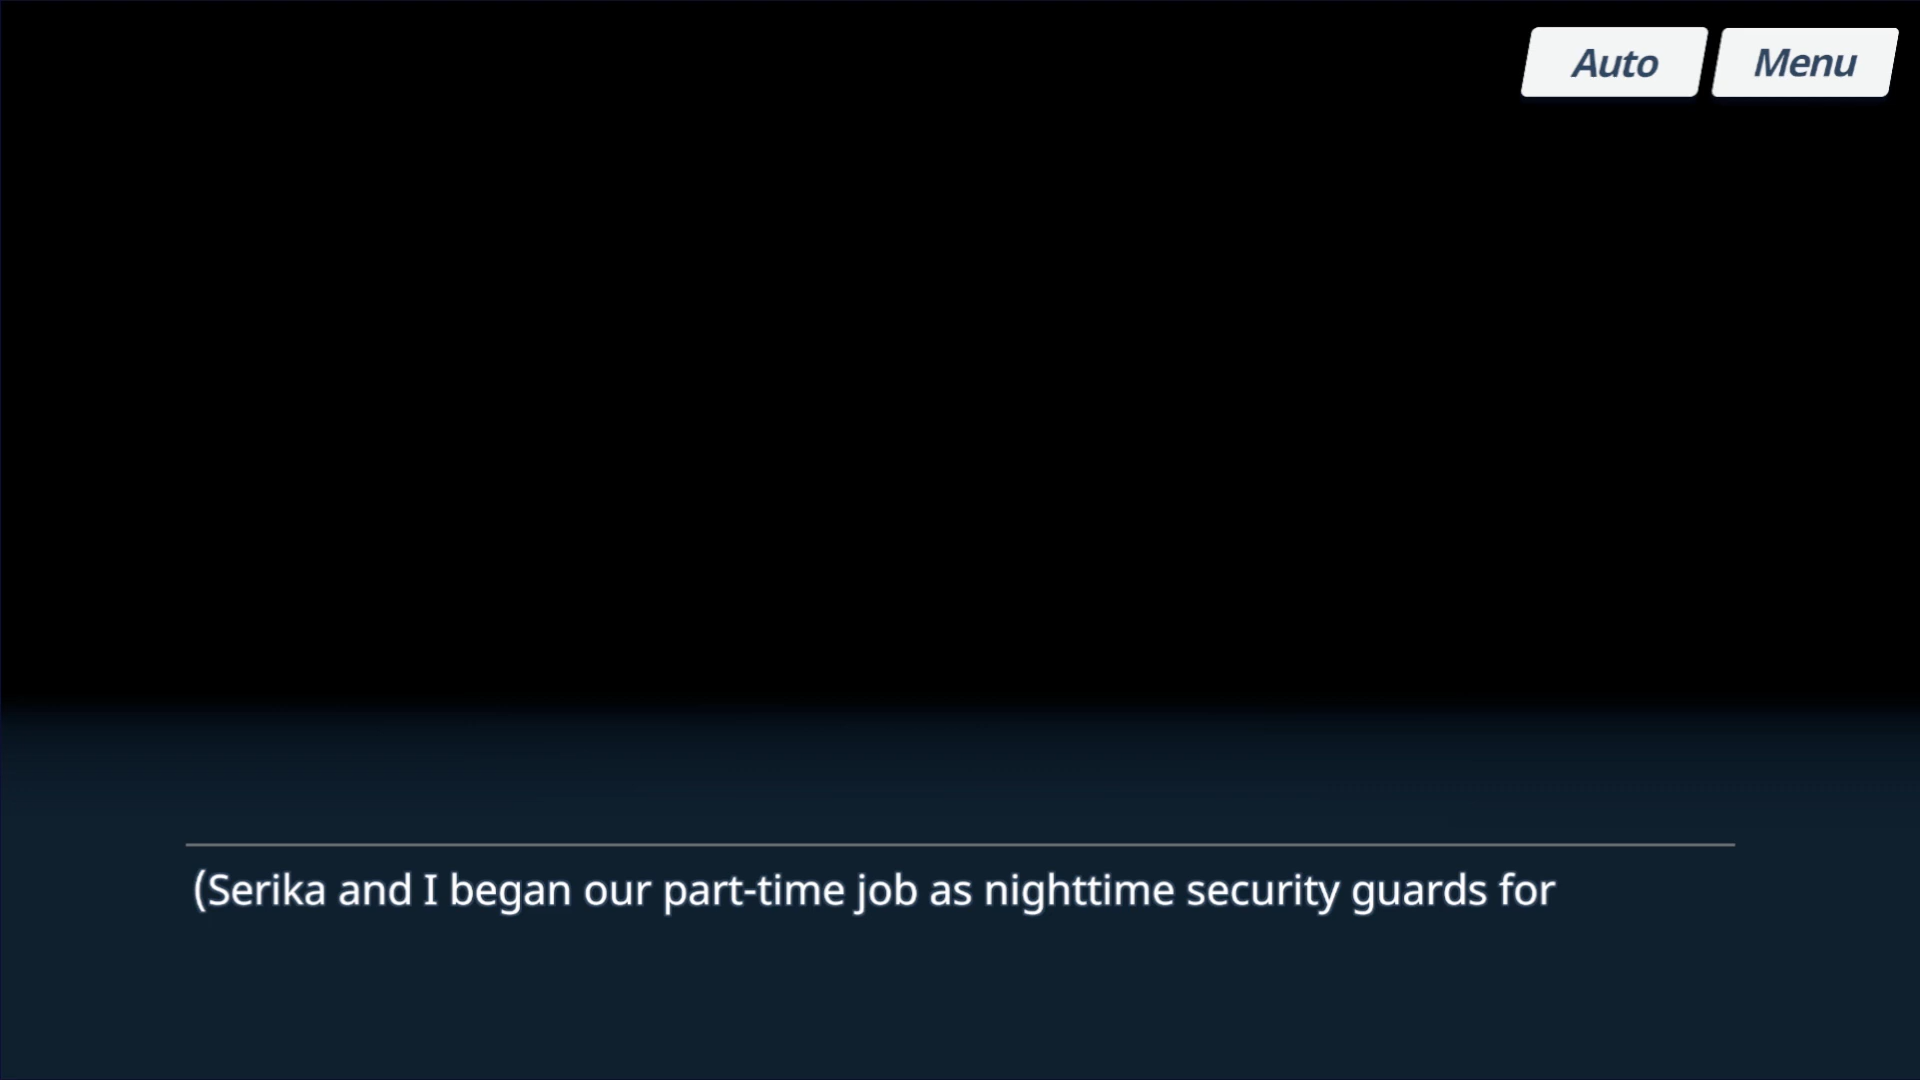 Auto Menu
(Serika and I began our part-time job as nighttime security guards for